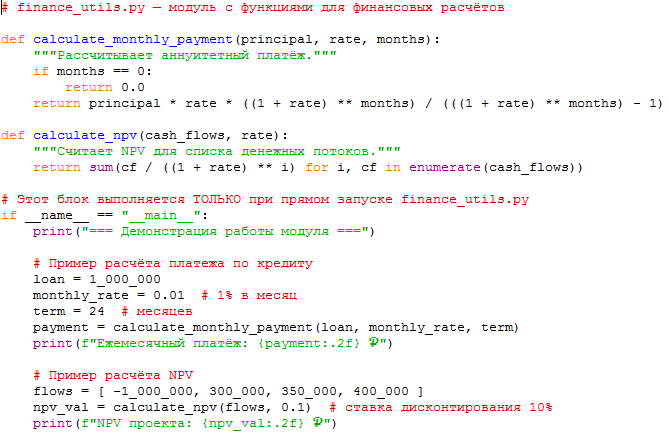 # finance_utils.py — модуль с функциями для финансовых расчётов
def calculate_monthly_payment(principal, rate, months):
"""Рассчитывает аннуитетный платёж."""
if months == 0:
return 0.0
return principal * rate * ((1 + rate) ** months) / (((1 + rate) ** months) - 1)
def calculate_npv(cash_flows, rate):
"""Считает NPV для списка денежных потоков."""
return sum(cf / ((1 + rate) ** i) for i, cf in enumerate(cash_flows))
# Этот блок выполняется ТОЛЬКО при прямом запуске finance_utils.py
if __name__ == "__main__":
print("=== Демонстрация работы модуля ===")
# Пример расчёта платежа по кредиту
loan = 1_000_000
monthly_rate = 0.01  # 1% в месяц
term = 24  # месяцев
payment = calculate_monthly_payment(loan, monthly_rate, term)
print(f"Ежемесячный платёж: {payment:.2f} ₽")
# Пример расчёта NPV
flows = [ -1_000_000, 300_000, 350_000, 400_000 ]
npv_val = calculate_npv(flows, 0.1)  # ставка дисконтирования 10%
print(f"NPV проекта: {npv_val:.2f} ₽")